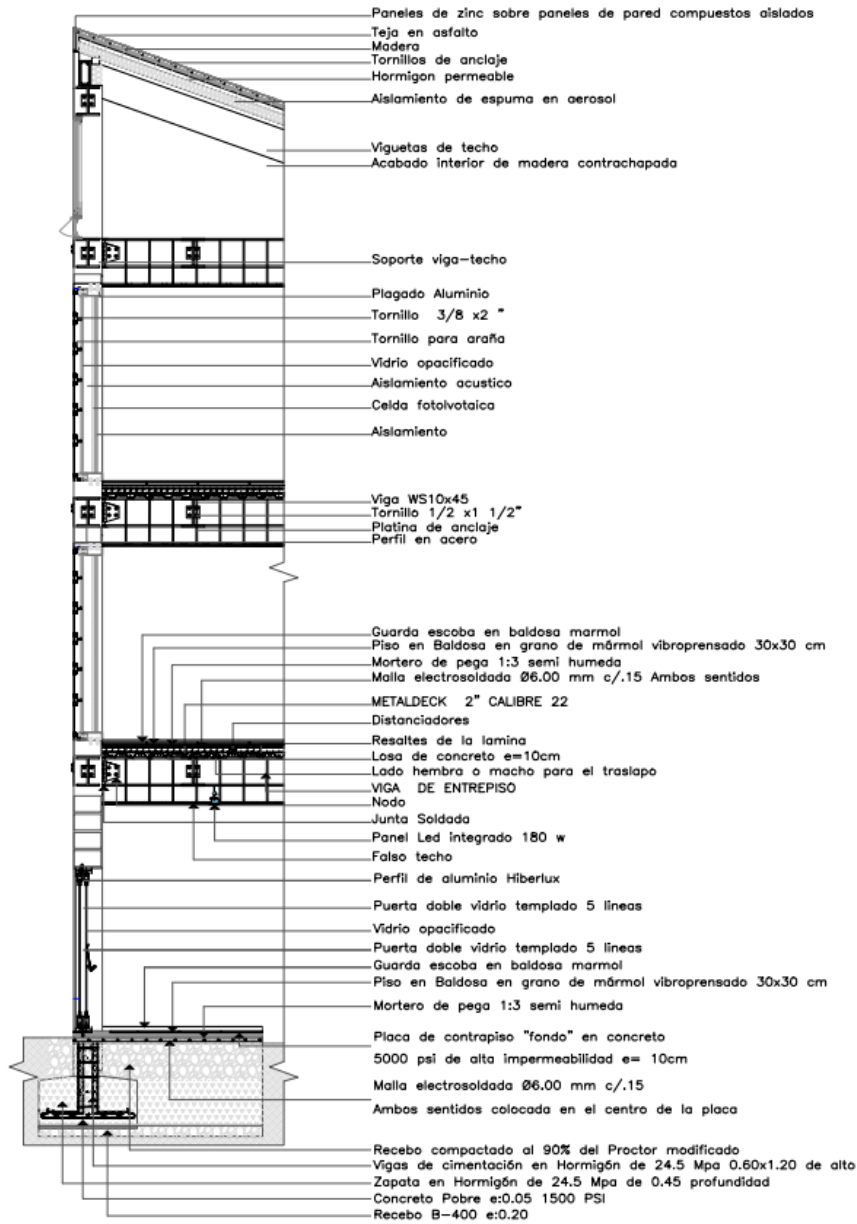 Paneles de zinc sobre paneles de pared compuestos aislados
Teja en asfalto
Madera
Tornillos de anclaje
Hormigon permeable
Aislamiento de espuma en aerosol
Viguetas de techo
Acabado interior de madera contrachapada
Soporte viga-techo
Plagado Aluminio
Tornillo 3/8 x2 "
Tornillo para araña
Vidrio opacificado
Aislamiento acustico
Celda fotolvotaica
Aislamiento
Viga WS10x45
Tornillo 1/2 x1 1/2"
Platina de anclaje
Perfil en acero
Guarda escoba en baldosa marmol
Piso en Baldosa en grano de mármol vibroprensado 30x30 cm
Mortero de pega 1:3 semi humeda
Malla electrosoldada Ø6.00 mm c/.15 Ambos sentidos
METALDECK 2" CALIBRE 22
Distanciadores
Resaltes de la lamina
Losa de concreto e=10cm
Lado hembra o macho para el traslapo
VIGA DE ENTREPISO
Nodo
Junta Soldada
Panel Led integrado 180 w
Falso techo
Perfil de aluminio Hiberlux
Puerta doble vidrio templado 5 lineas
Vidrio opacificado
Puerta doble vidrio templado 5 lineas
Guarda escoba en baldosa marmol
Piso en Baldosa en grano de mármol vibroprensado 30x30 cm
Mortero de pega 1:3 semi humeda
Placa de contrapiso "fondo" en concreto
5000 psi de alta impermeabilidad e= 10cm
Malla electrosoldada Ø6.00 mm c/.15
Ambos sentidos colocada en el centro de la placa
Recebo compactado al 90% del Proctor modificado
Vigas de cimentación en Hormigón de 24.5 Mpa 0.60x1.20 de alto
Zapata en Hormigón de 24.5 Mpa de 0.45 profundidad
Concreto Pobre e:0.05 1500 PSI
Recebo B-400 e:0.20